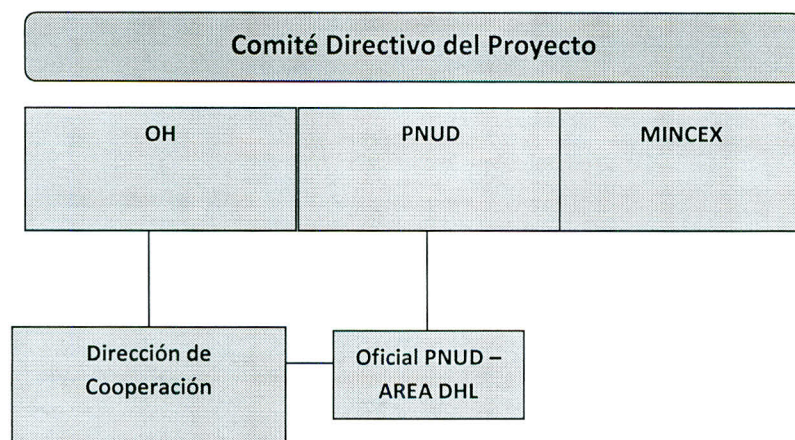 Comité Directivo del Proyecto
OH
PNUD
MINCEX
Dirección de
Cooperación
Oficial PNUD –
AREA DHL